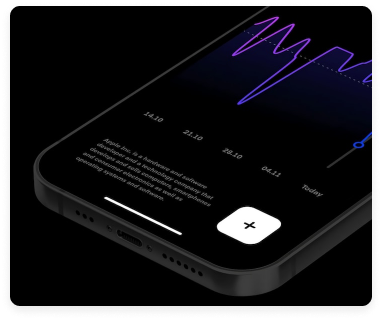 14.10
21.10
28.10
04.11
Today
Apple Inc. is a hardware and software
developer and a technology company that
develops and sells computers, smartphones
and consumer electronics as well as
operating systems and software.